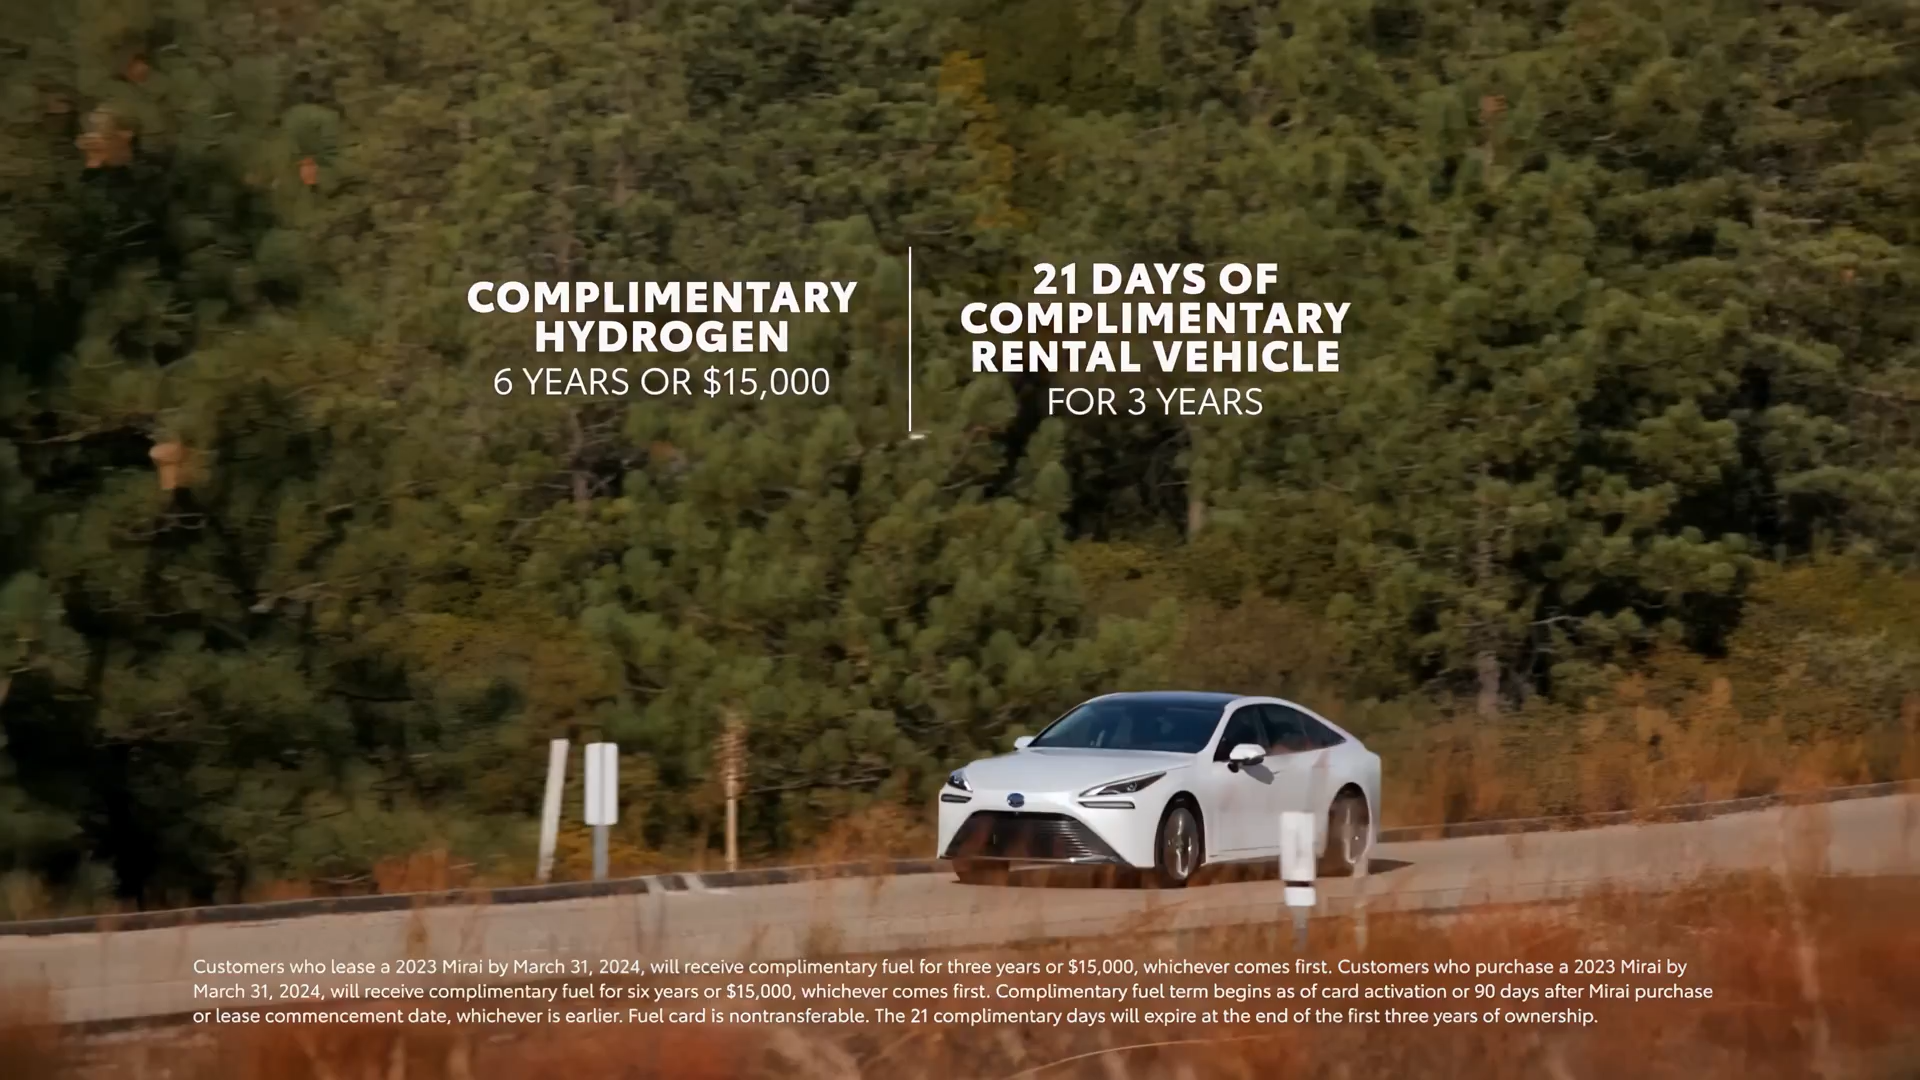 COMPLIMENTARY
HYDROGEN
6 YEARS OR $15,000
21 DAYS OF
COMPLIMENTARY
RENTAL VEHICLE
FOR 3 YEARS
Customers who lease a 2023 Mirai by March 31, 2024, will receive complimentary fuel for three years or $15,000, whichever comes first. Customers who purchase a 2023 Mirai by
March 31, 2024, will receive complimentary fuel for six years or $15,000, whichever comes first. Complimentary fuel term begins as of card activation or 90 days after Mirai purchase
or lease commencement date, whichever is earlier. Fuel card is nontransferable. The 21 complimentary days will expire at the end of the first three years of ownership.